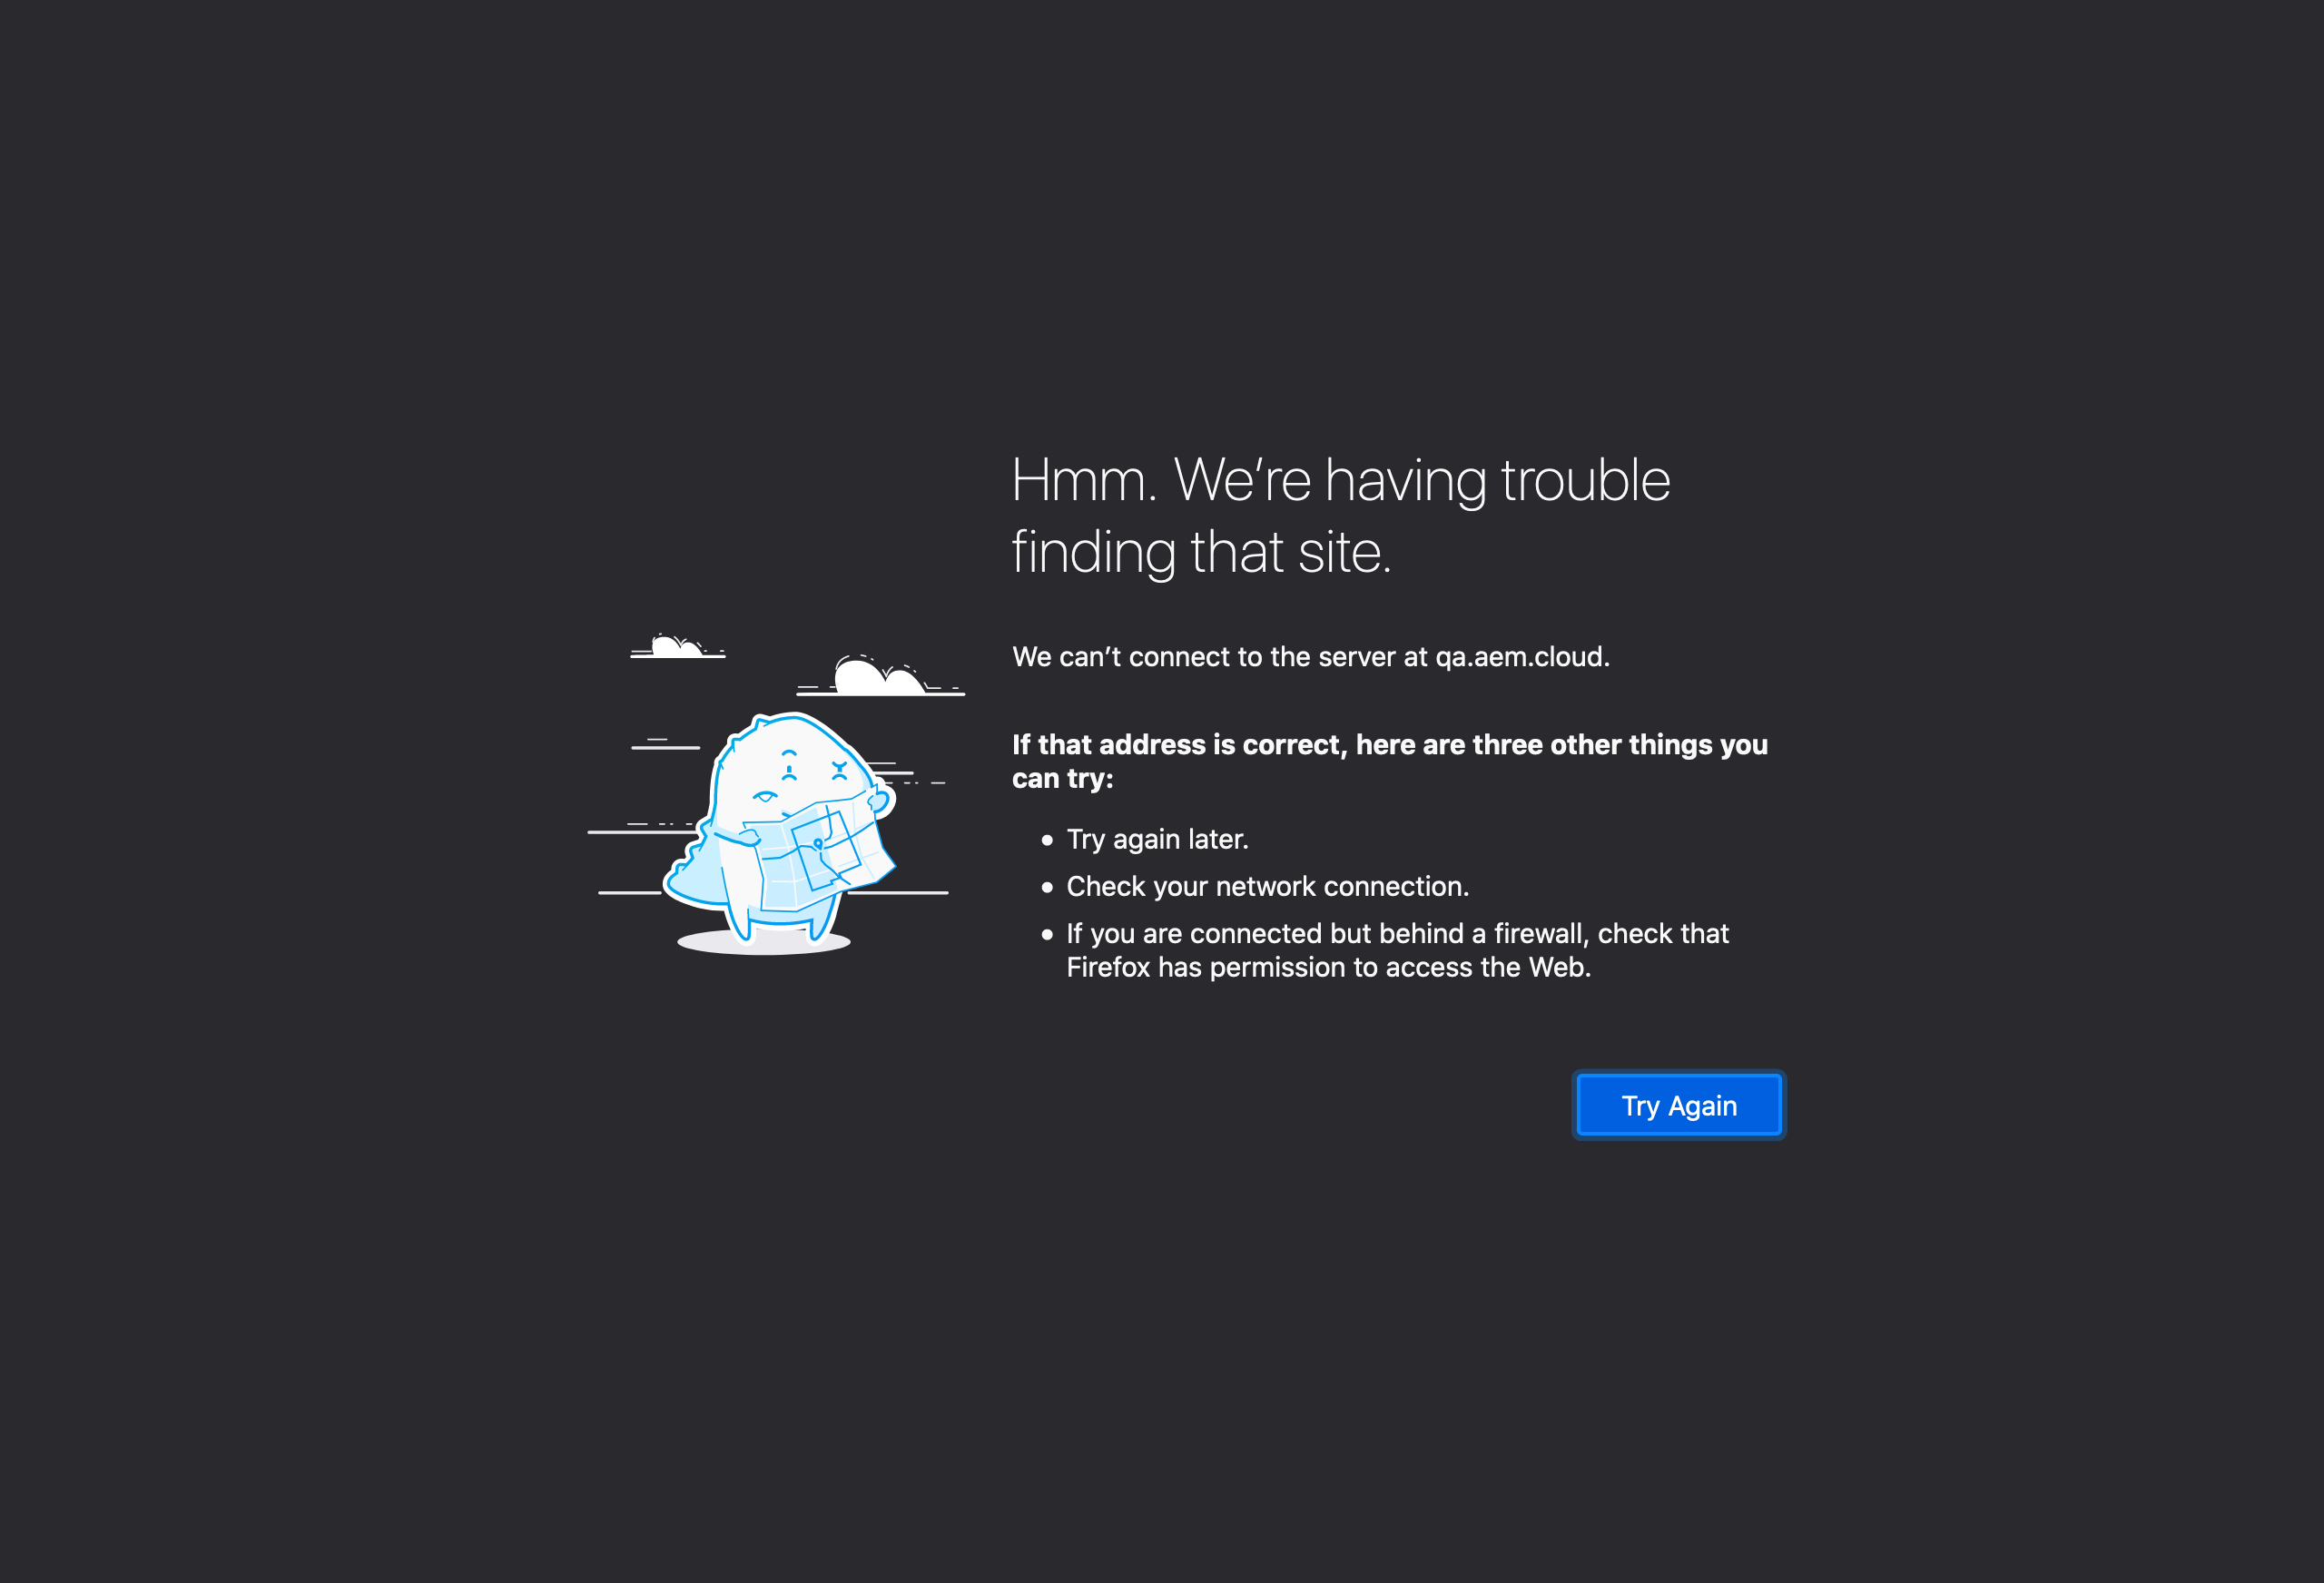 Hmm. We’re having trouble
finding that site.
We can’t connect to the server at qa.aem.cloud.
If that address is correct, here are three other things you
can try:
• Try again later.
• Check your network connection.
• If you are connected but behind a firewall, check that
Firefox has permission to access the Web.
Try Again